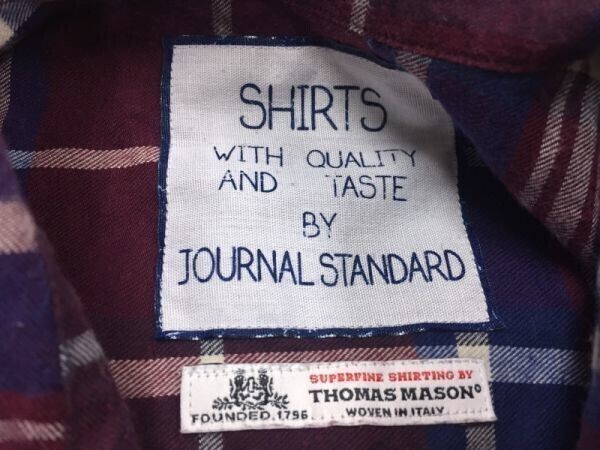 SHIRTS
WITH QUALITY
AND TASTE
BY
JOURNAL STANDARD
SUPERFINE SHIRTING BY
THOMAS MASON
FOUNDED.1796
WOVEN IN ITALY